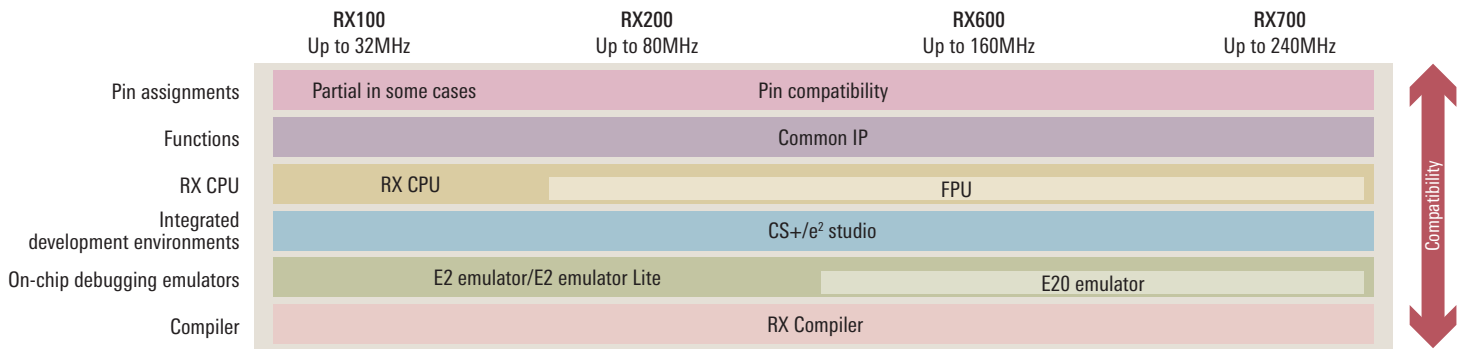 RX100
Up to 32MHz
RX200
Up to 80MHz
RX600
Up to 160MHz
RX700
Up to 240MHz
Pin assignments
Partial in some cases
Pin compatibility
Functions
Common IP
RX CPU
RX CPU
FPU
Integrated
development environments
CS+/e² studio
On-chip debugging emulators
E2 emulator/E2 emulator Lite
E20 emulator
Compiler
RX Compiler
Compatibility